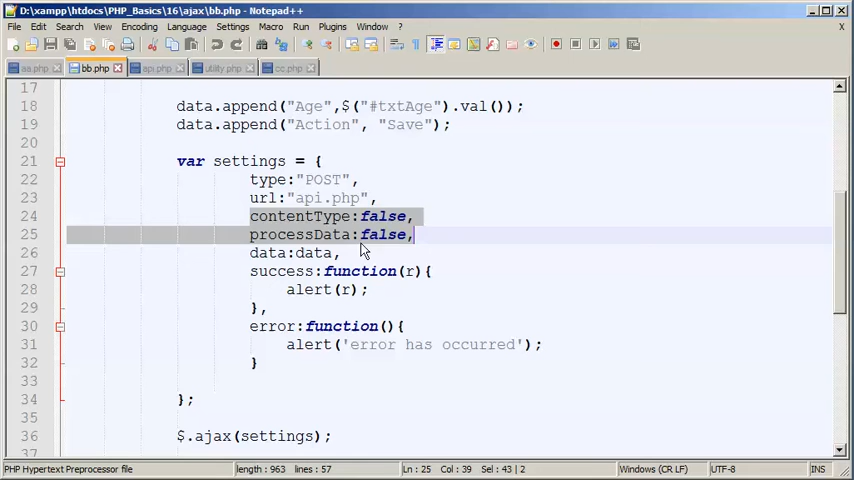 D:\xampp\htdocs\PHP_Basics\16\ajax\bb.php - Notepad++
File Edit Search View Encoding Language Settings Macro Run Plugins Window ? X
aa.php bb.php api.php utility.php cc.php
17
18 data.append("Age",$("#txtAge").val());
19 data.append("Action", "Save");
20
21 var settings = {
22 type:"POST",
23 url:"api.php",
24 contentType:false,
25 processData:false,
26 data:data,
27 success:function(r){
28 alert(r);
29 },
30 error:function(){
31 alert('error has occurred');
32 }
33
34 };
35
36 $.ajax(settings);
37
PHP Hypertext Preprocessor file length : 963 lines : 57 Ln : 25 Col : 39 Sel : 43 | 2 Windows (CR LF) UTF-8 INS